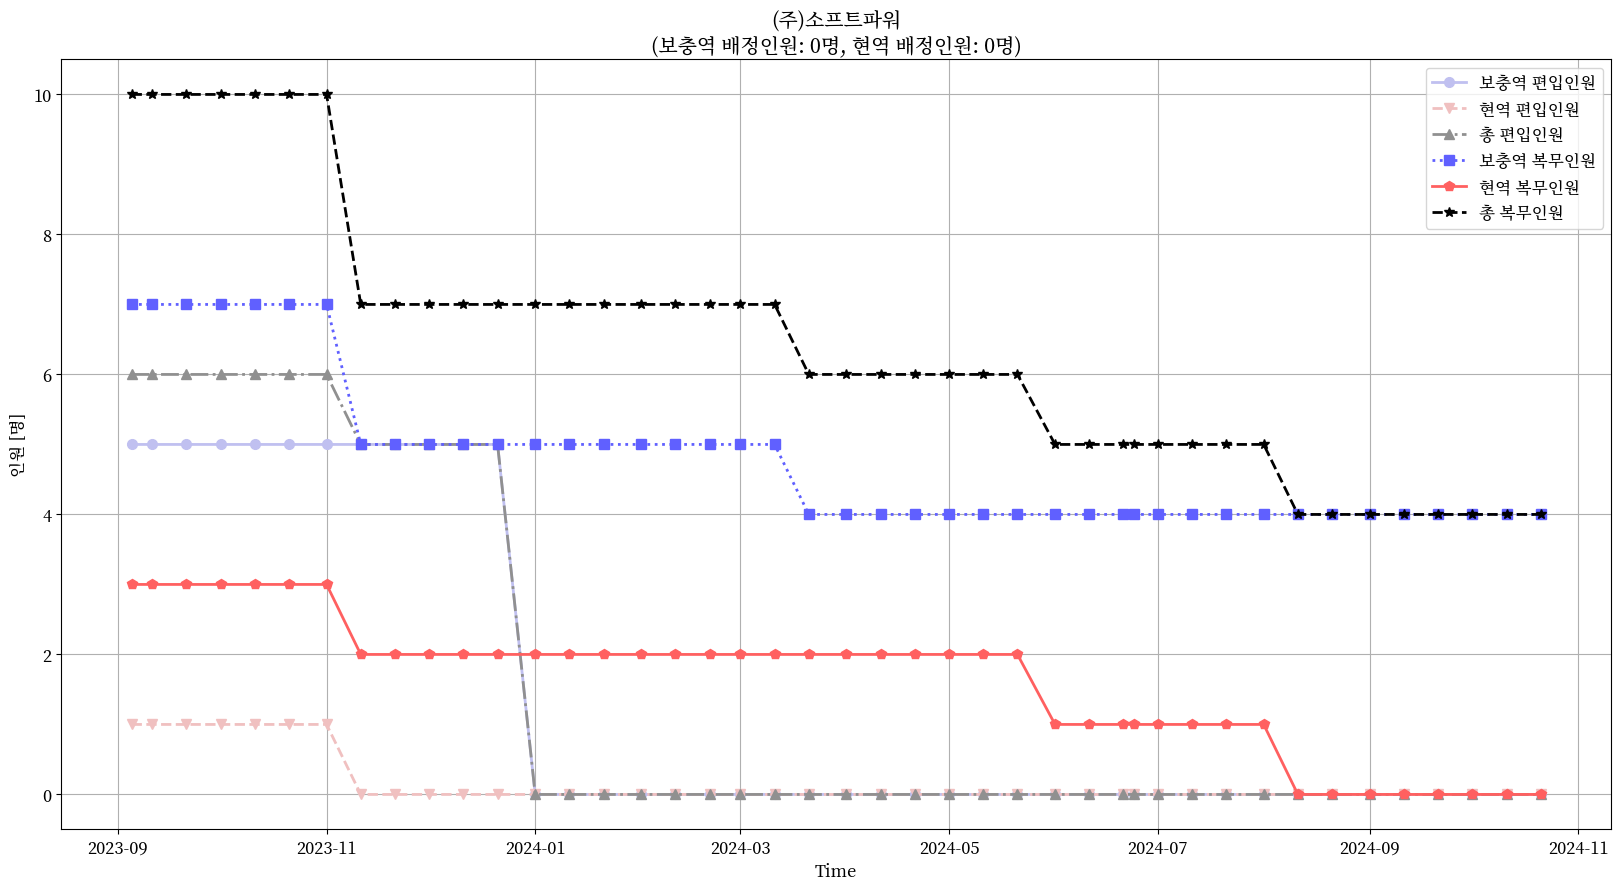 (주)소프트파워
(보충역 배정인원: 0명, 현역 배정인원: 0명)
보충역 편입인원
현역 편입인원
총 편입인원
보충역 복무인원
현역 복무인원
총 복무인원
인원 [명]
10
8
6
4
2
0
2023-09
2023-11
2024-01
2024-03
2024-05
2024-07
2024-09
2024-11
Time